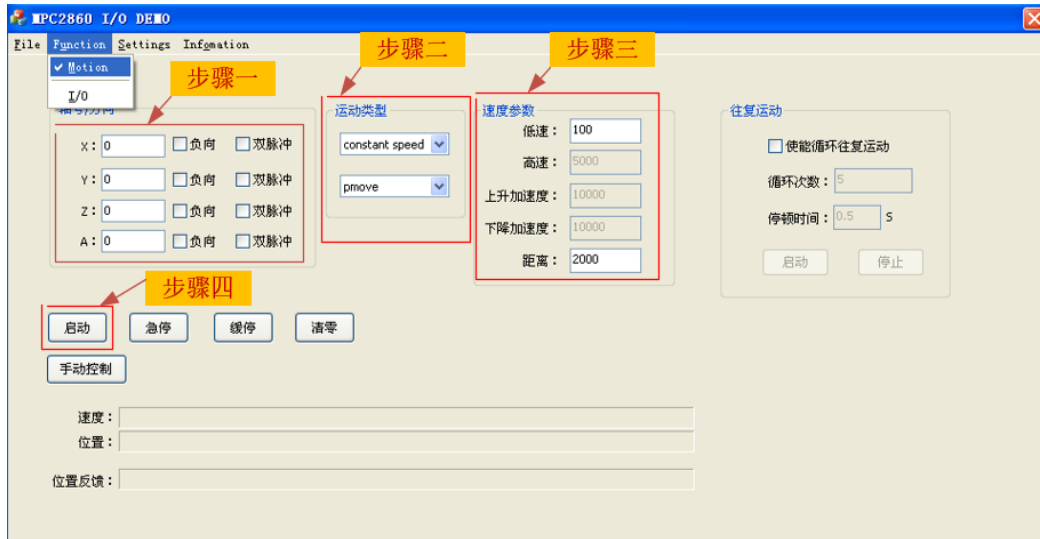 MPC2860 I/O DEMO
File Function Settings Infomation
Motion
I/O
步骤一
步骤二
步骤三
轴号/方向
X: 0 负向 双脉冲
Y: 0 负向 双脉冲
Z: 0 负向 双脉冲
A: 0 负向 双脉冲
运动类型
constant speed
pmove
速度参数
低速: 100
高速: 5000
上升加速度: 10000
下降加速度: 10000
距离: 2000
往复运动
使能循环往复运动
循环次数: 5
停顿时间: 0.5 S
启动 停止
步骤四
启动 急停 缓停 清零
手动控制
速度:
位置:
位置反馈: